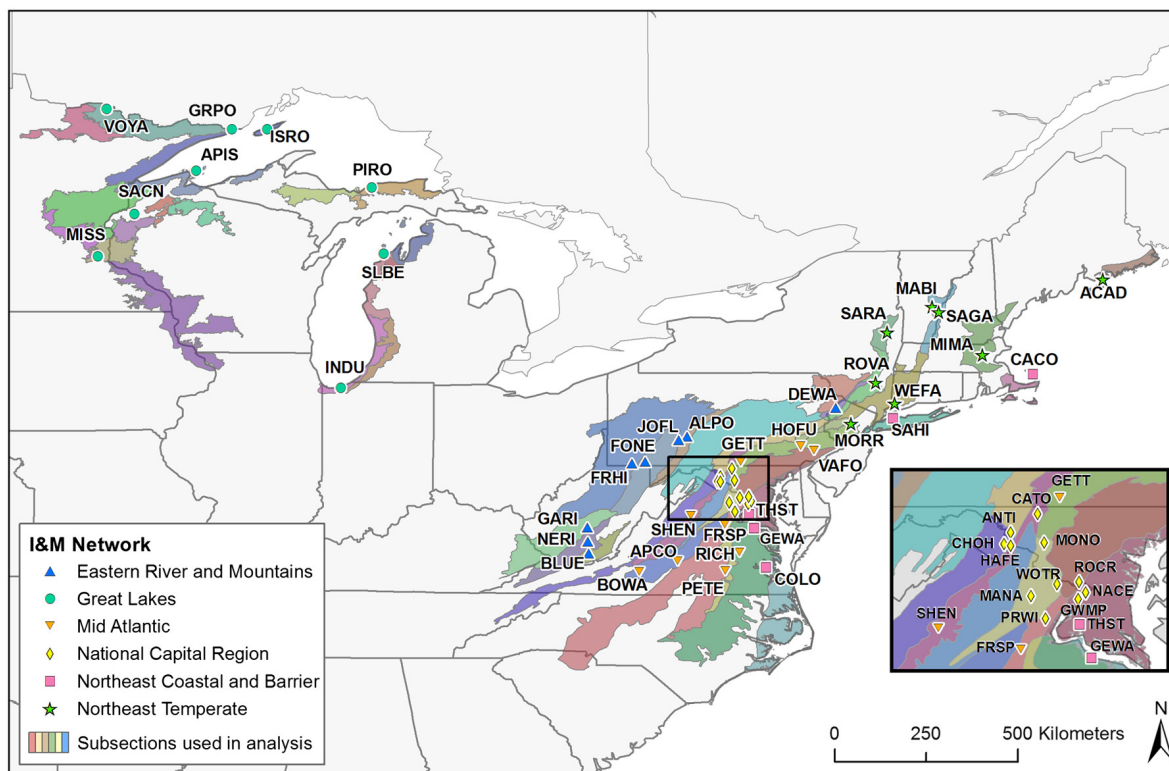 VOYA
GRPO
ISRO
APIS
PIRO
SACN
MISS
SLBE
INDU
MABI
SAGA
ACAD
SARA
MIMA
CACO
ROVA
WEFA
DEWA
SAHI
MORR
JOFL
ALPO
HOFU
FONE
GETT
VAFO
FRHI
GARI
NERI
BLUE
SHEN
THST
FRSP
GEWA
APCO
RICH
BOWA
PETE
COLO
GETT
CATO
ANTI
CHOH
MONO
HAFE
WOTR
ROCR
MANA
NACE
GWMP
PRWI
SHEN
THST
FRSP
GEWA
I&M Network
Eastern River and Mountains
Great Lakes
Mid Atlantic
National Capital Region
Northeast Coastal and Barrier
Northeast Temperate
Subsections used in analysis
0 250 500 Kilometers
N